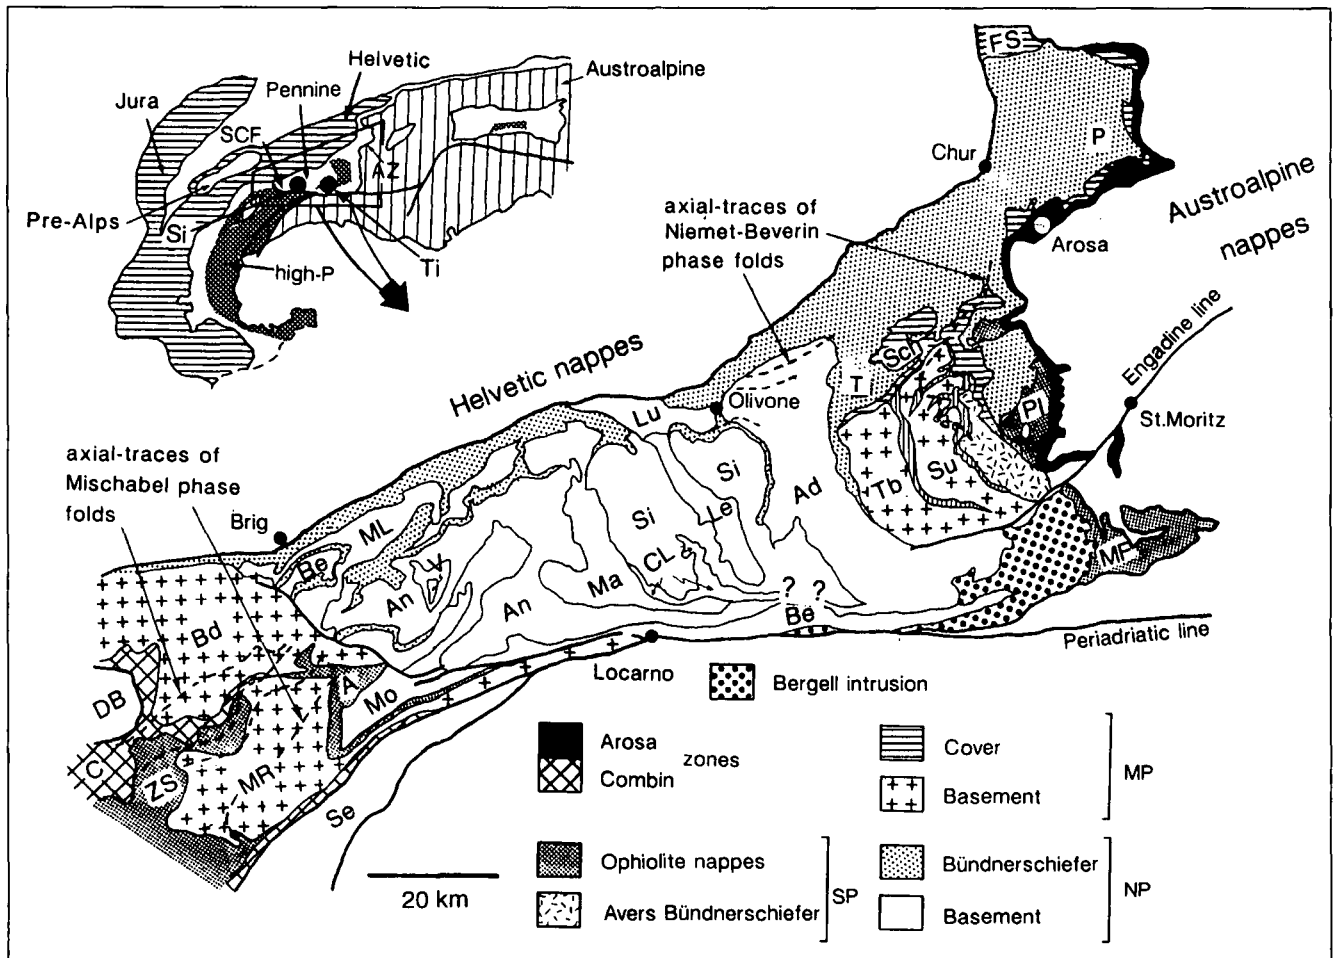 Helvetic
Austroalpine
Jura
Pennine
SCF
AZ
Pre-Alps
Si
high-P
Ti
FS
P
Chur
Arosa
Austroalpine
nappes
axial-traces of
Niemet-Beverin
phase folds
Engadine line
St.Moritz
Helvetic nappes
Sch
Ti
Pl
Olivone
Lu
Si
Ad
Tb
Su
axial-traces of
Mischabel phase
folds
Brig
ML
Be
V
An
An
Ma
Si
Le
CL
? ?
Be
MP
Periadriatic line
Bd
DB
A
Mo
Locarno
C
ZS
MR
Se
Bergell intrusion
Arosa
zones
Combin
Cover
Basement
MP
Ophiolite nappes
Avers Bündnerschiefer
SP
Bündnerschiefer
Basement
NP
20 km